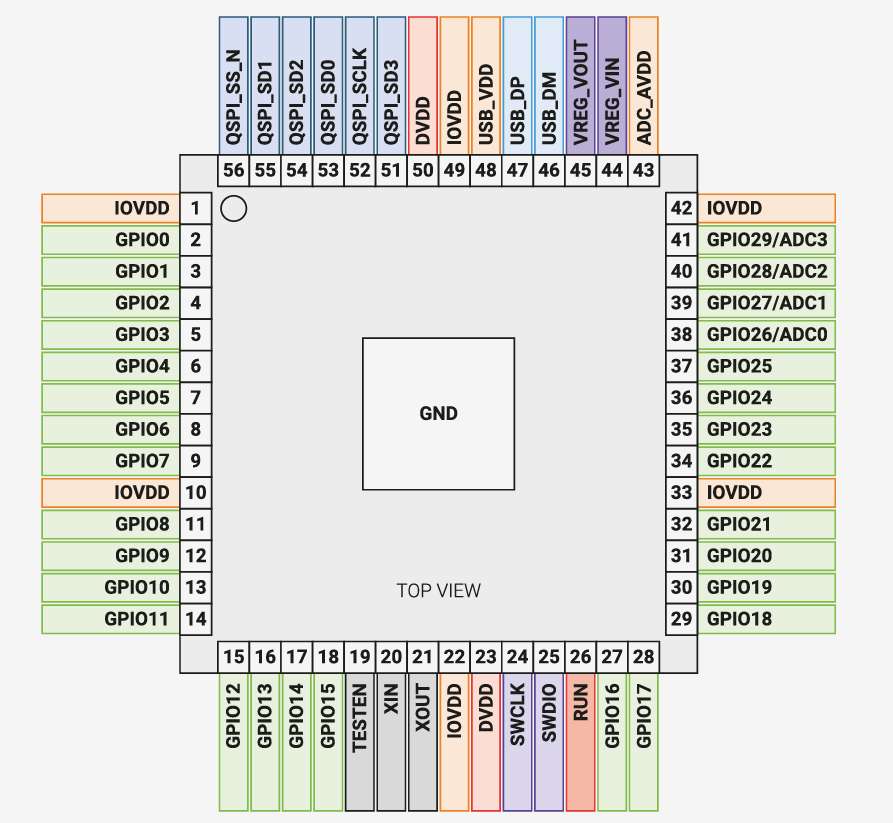 QSPI_SS_N
QSPI_SD1
QSPI_SD2
QSPI_SD0
QSPI_SCLK
QSPI_SD3
DVDD
IOVDD
USB_VDD
USB_DP
USB_DM
VREG_VOUT
VREG_VIN
ADC_AVDD
56 55 54 53 52 51 50 49 48 47 46 45 44 43
IOVDD 1
GPIO0 2
GPIO1 3
GPIO2 4
GPIO3 5
GPIO4 6
GPIO5 7
GPIO6 8
GPIO7 9
IOVDD 10
GPIO8 11
GPIO9 12
GPIO10 13
GPIO11 14
GND
TOP VIEW
42 IOVDD
41 GPIO29/ADC3
40 GPIO28/ADC2
39 GPIO27/ADC1
38 GPIO26/ADC0
37 GPIO25
36 GPIO24
35 GPIO23
34 GPIO22
33 IOVDD
32 GPIO21
31 GPIO20
30 GPIO19
29 GPIO18
15 16 17 18 19 20 21 22 23 24 25 26 27 28
GPIO12
GPIO13
GPIO14
GPIO15
TESTEN
XIN
XOUT
IOVDD
DVDD
SWCLK
SWDIO
RUN
GPIO16
GPIO17